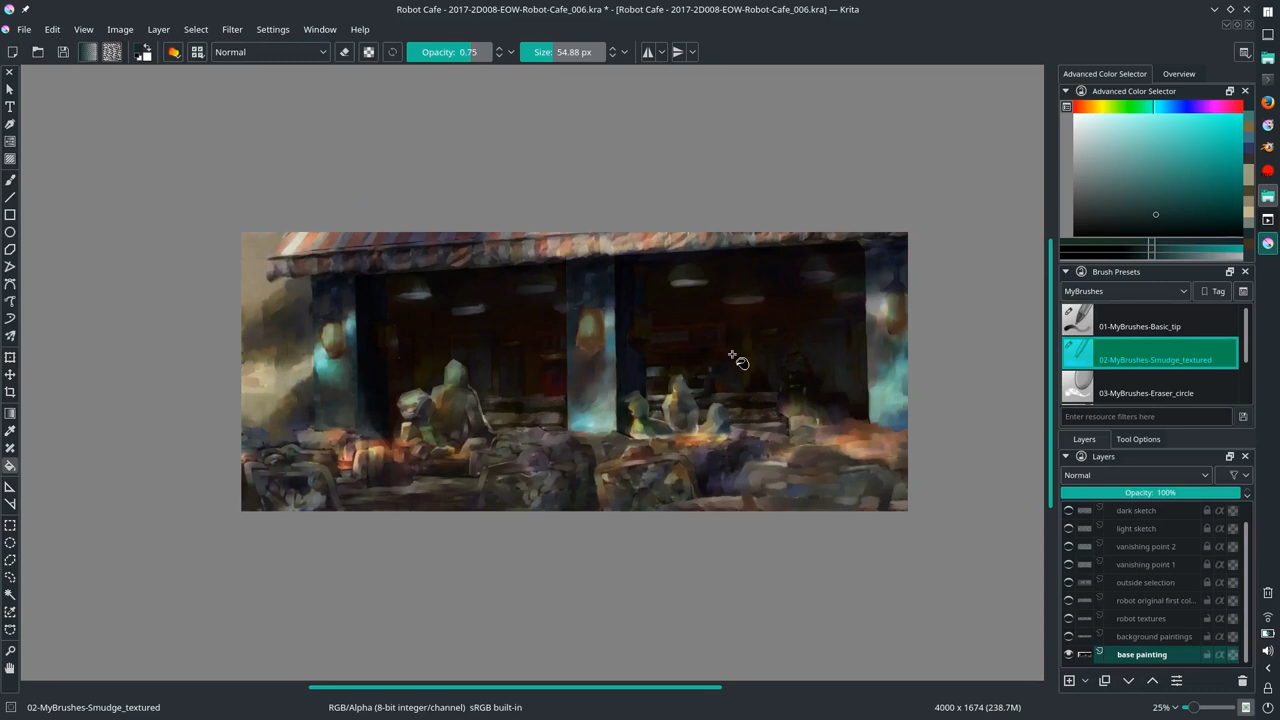 Robot Cafe - 2017-2D008-EOW-Robot-Cafe_006.kra * - [Robot Cafe - 2017-2D008-EOW-Robot-Cafe_006.kra] — Krita
File Edit View Image Layer Select Filter Settings Window Help
Normal Opacity: 0.75 Size: 54.88 px
Advanced Color Selector Overview
Advanced Color Selector
Brush Presets
MyBrushes Tag
01-MyBrushes-Basic_tip
02-MyBrushes-Smudge_textured
03-MyBrushes-Eraser_circle
Enter resource filters here
Layers Tool Options
Layers
Normal
Opacity: 100%
dark sketch
light sketch
vanishing point 2
vanishing point 1
outside selection
robot original first col...
robot textures
background paintings
base painting
02-MyBrushes-Smudge_textured RGB/Alpha (8-bit integer/channel) sRGB built-in 4000 x 1674 (238.7M) 25%